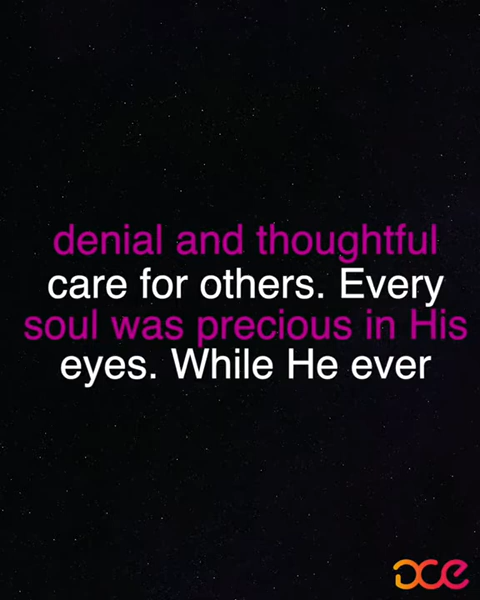 denial and thoughtful
care for others. Every
soul was precious in His
eyes. While He ever